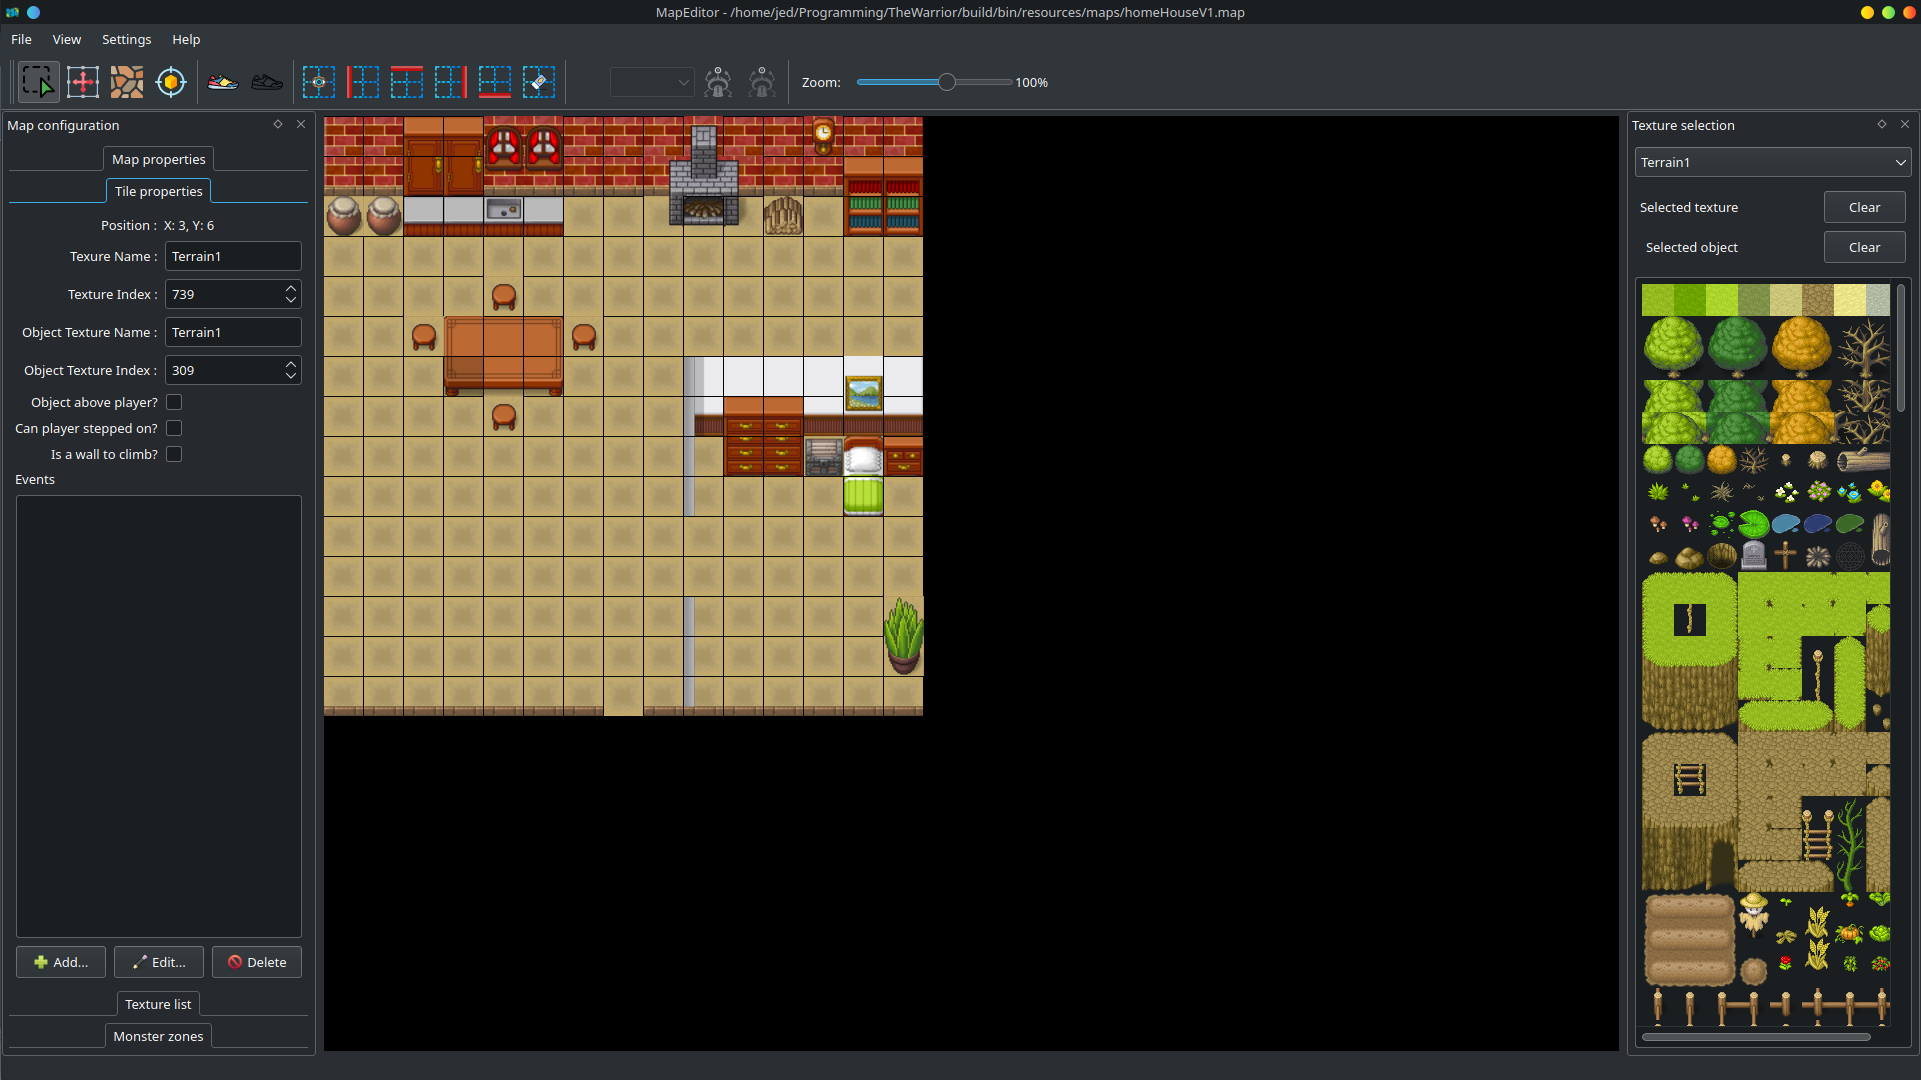 MapEditor - /home/jed/Programming/TheWarrior/build/bin/resources/maps/homeHouseV1.map
File View Settings Help
Zoom: 100%
Map configuration
Map properties
Tile properties
Position : X: 3, Y: 6
Texure Name : Terrain1
Texture Index : 739
Object Texture Name : Terrain1
Object Texture Index : 309
Object above player?
Can player stepped on?
Is a wall to climb?
Events
Add... Edit... Delete
Texture list
Monster zones
Texture selection
Terrain1
Selected texture Clear
Selected object Clear